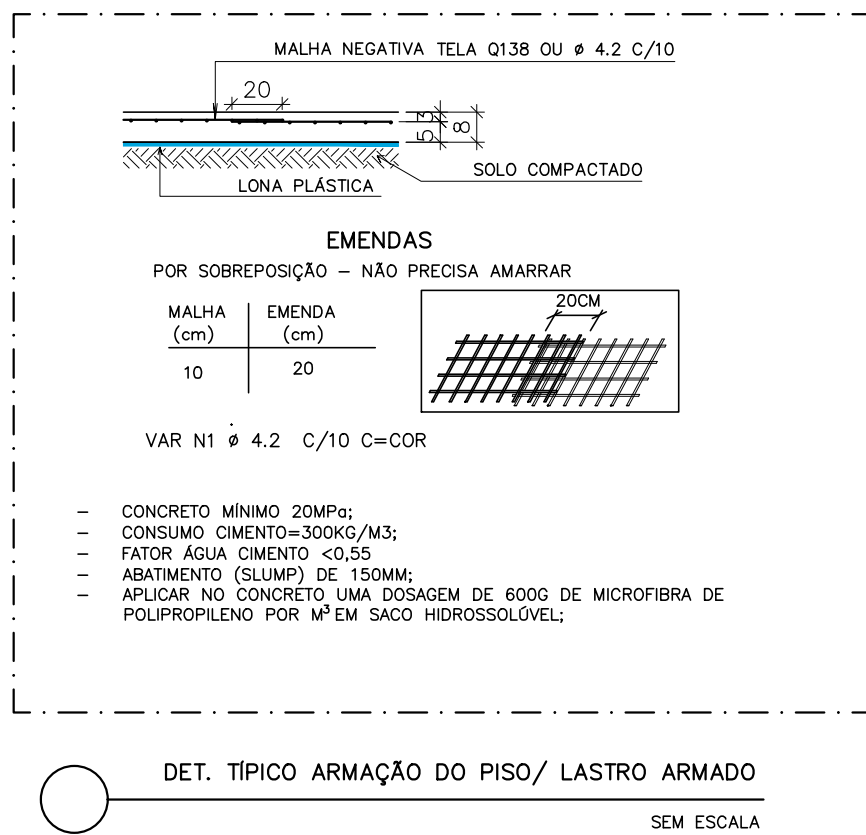 MALHA NEGATIVA TELA Q138 OU ø 4.2 C/10
20
3
5
8
SOLO COMPACTADO
LONA PLÁSTICA
EMENDAS
POR SOBREPOSIÇÃO – NÃO PRECISA AMARRAR
MALHA (cm) EMENDA (cm)
10 20
20CM
VAR N1 ø 4.2 C/10 C=COR
– CONCRETO MÍNIMO 20MPa;
– CONSUMO CIMENTO=300KG/M3;
– FATOR ÁGUA CIMENTO <0,55
– ABATIMENTO (SLUMP) DE 150MM;
– APLICAR NO CONCRETO UMA DOSAGEM DE 600G DE MICROFIBRA DE
POLIPROPILENO POR M³ EM SACO HIDROSSOLÚVEL;
DET. TÍPICO ARMAÇÃO DO PISO/ LASTRO ARMADO
SEM ESCALA